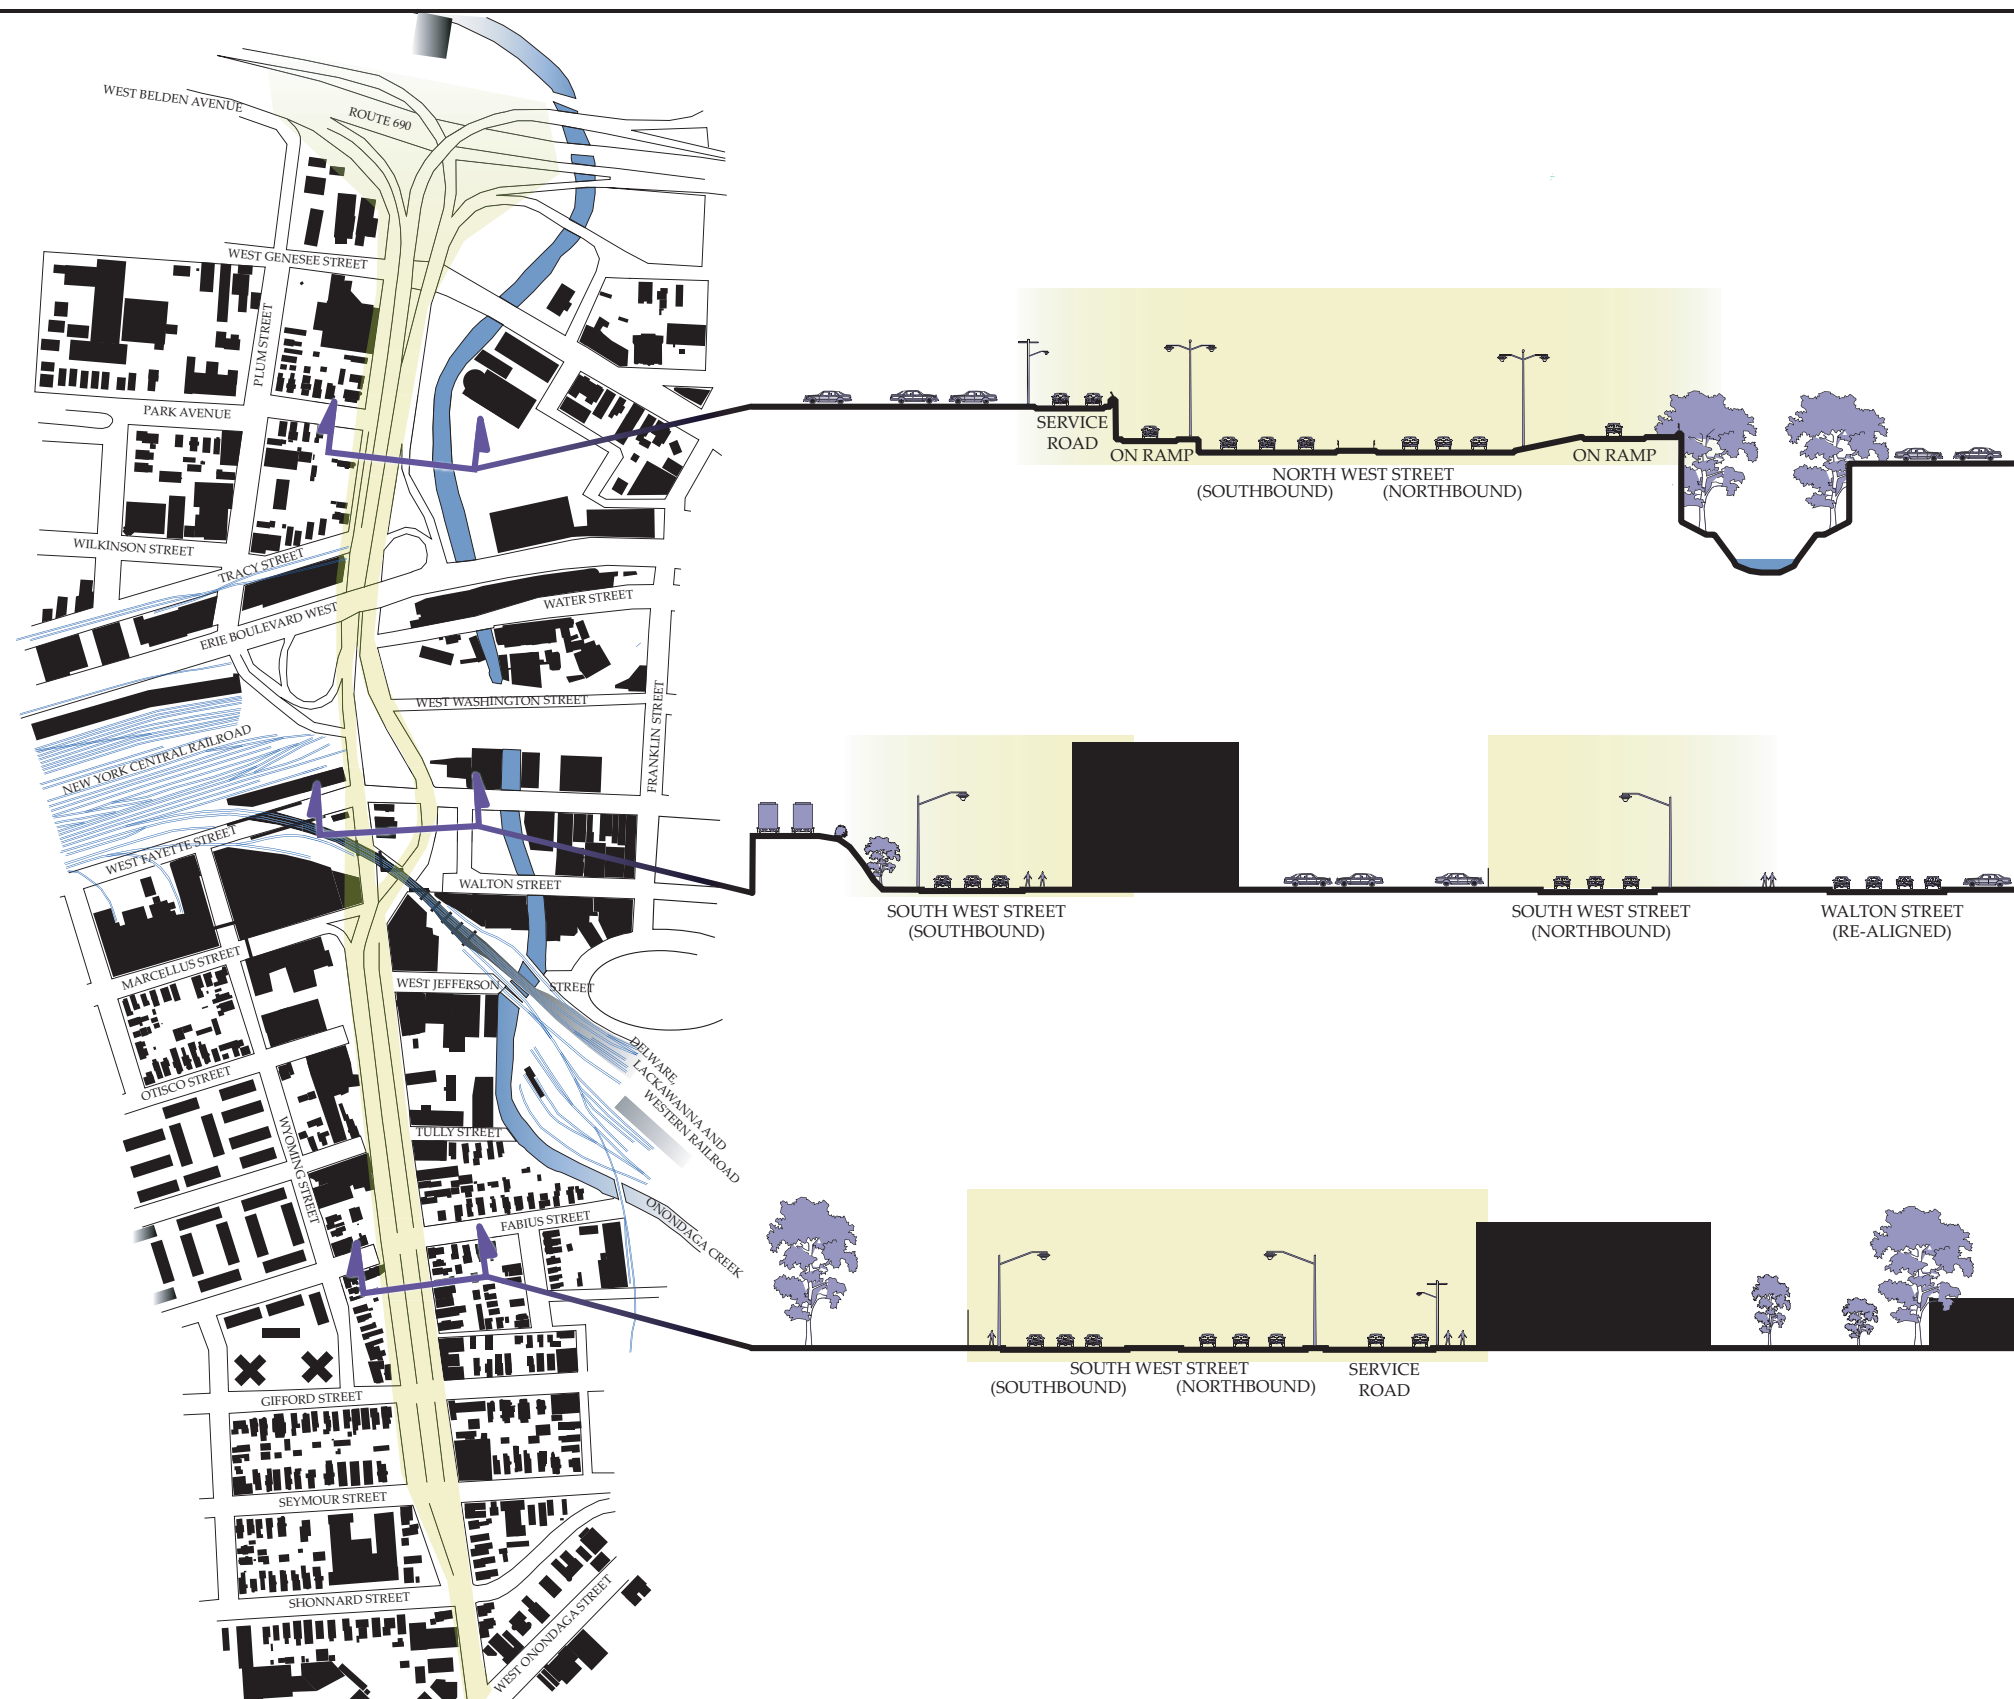 WEST BELDEN AVENUE
ROUTE 690
WEST GENESEE STREET
PLUM STREET
PARK AVENUE
WILKINSON STREET
TRACY STREET
ERIE BOULEVARD WEST
WATER STREET
WEST WASHINGTON STREET
FRANKLIN STREET
NEW YORK CENTRAL RAILROAD
WEST FAYETTE STREET
WALTON STREET
MARCELLUS STREET
WEST JEFFERSON
STREET
OTISCO STREET
DELWARE,
LACKAWANNA AND
WESTERN RAILROAD
WYOMING STREET
TULLY STREET
FABIUS STREET
ONONDAGA CREEK
GIFFORD STREET
SEYMOUR STREET
SHONNARD STREET
WEST ONONDAGA STREET
SERVICE
ROAD
ON RAMP
NORTH WEST STREET
(SOUTHBOUND)
(NORTHBOUND)
ON RAMP
SOUTH WEST STREET
(SOUTHBOUND)
SOUTH WEST STREET
(NORTHBOUND)
WALTON STREET
(RE-ALIGNED)
SOUTH WEST STREET
(SOUTHBOUND)
(NORTHBOUND)
SERVICE
ROAD